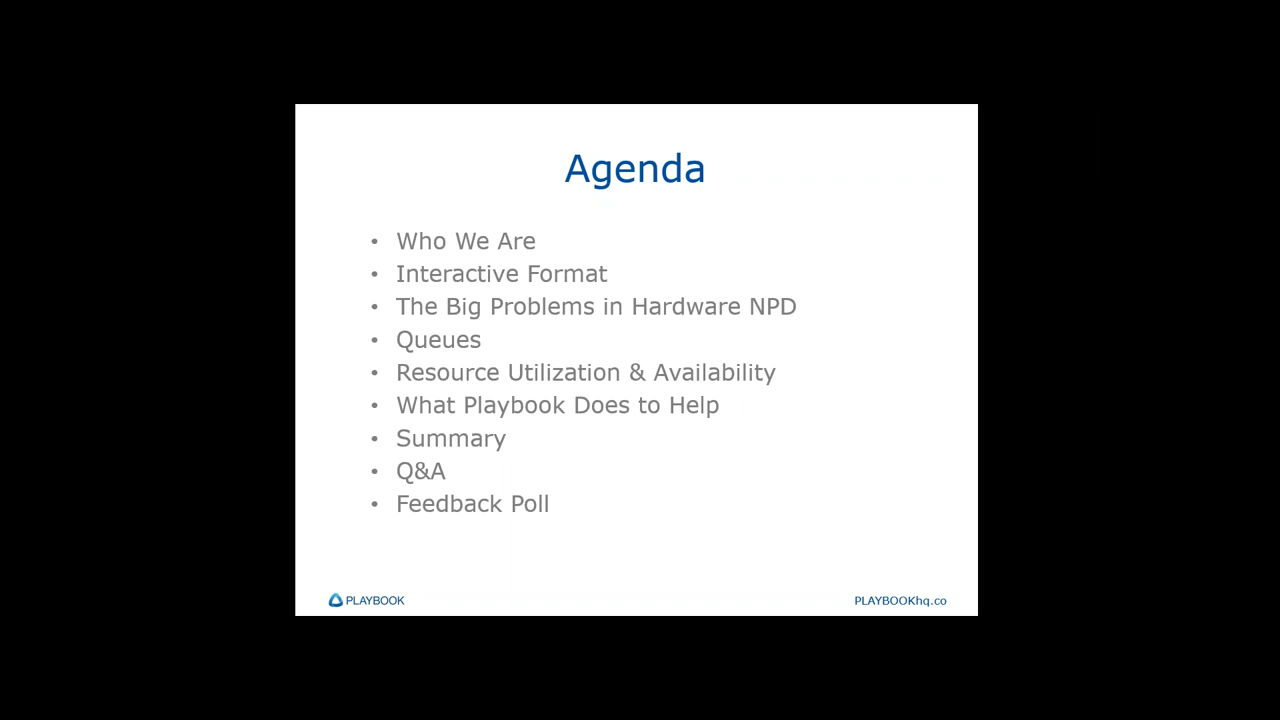 Agenda
• Who We Are
• Interactive Format
• The Big Problems in Hardware NPD
• Queues
• Resource Utilization & Availability
• What Playbook Does to Help
• Summary
• Q&A
• Feedback Poll
PLAYBOOK
PLAYBOOKhq.co